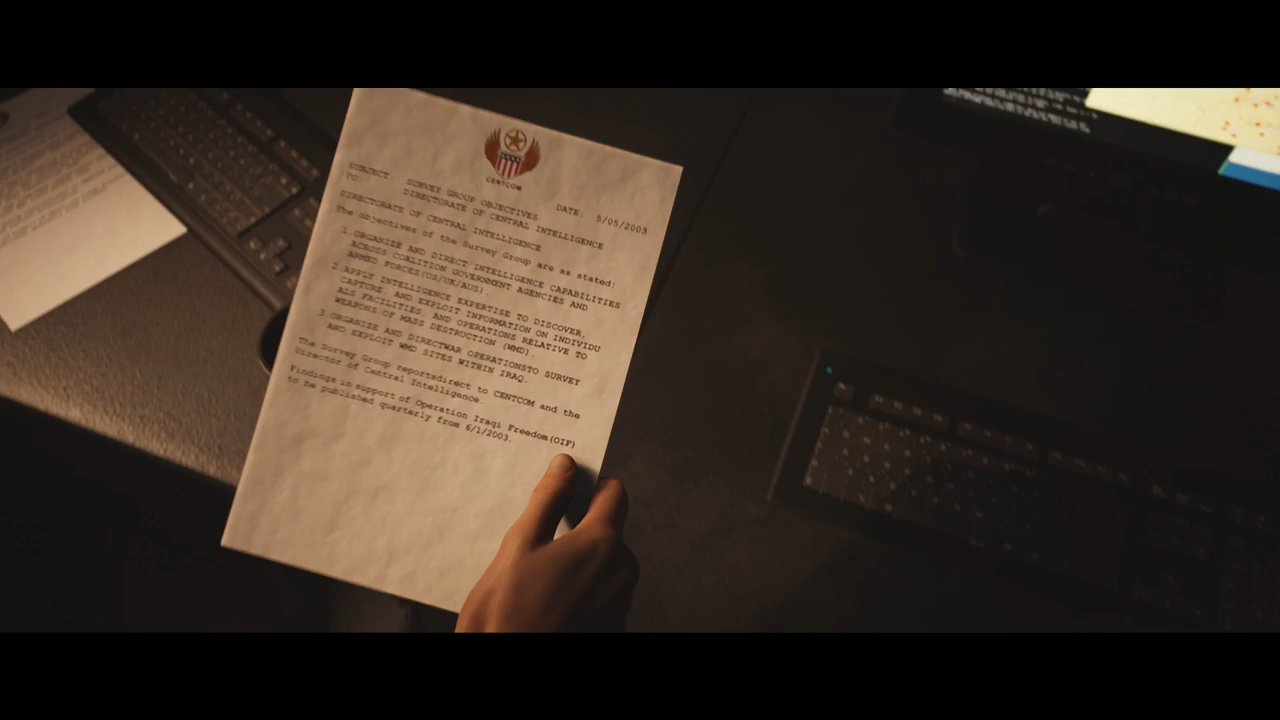 CENTCOM
SUBJECT: SURVEY GROUP OBJECTIVES DATE: 5/05/2003
TO: DIRECTORATE OF CENTRAL INTELLIGENCE
DIRECTORATE OF CENTRAL INTELLIGENCE
The objectives of the Survey Group are as stated:
1.ORGANIZE AND DIRECT INTELLIGENCE CAPABILITIES
ACROSS COALITION GOVERNMENT AGENCIES AND
ARMED FORCES(US/UK/AUS).
2.APPLY INTELLIGENCE EXPERTISE TO DISCOVER,
CAPTURE, AND EXPLOIT INFORMATION ON INDIVIDU
ALS FACILITIES, AND OPERATIONS RELATIVE TO
WEAPONS OF MASS DESTRUCTION (WMD).
3.ORGANIZE AND DIRECTWAR OPERATIONSTO SURVEY
AND EXPLOIT WMD SITES WITHIN IRAQ.
The Survey Group reportsdirect to CENTCOM and the
Director of Central Intelligence.
Findings in support of Operation Iraqi Freedom(OIF)
to be published quarterly from 6/1/2003.